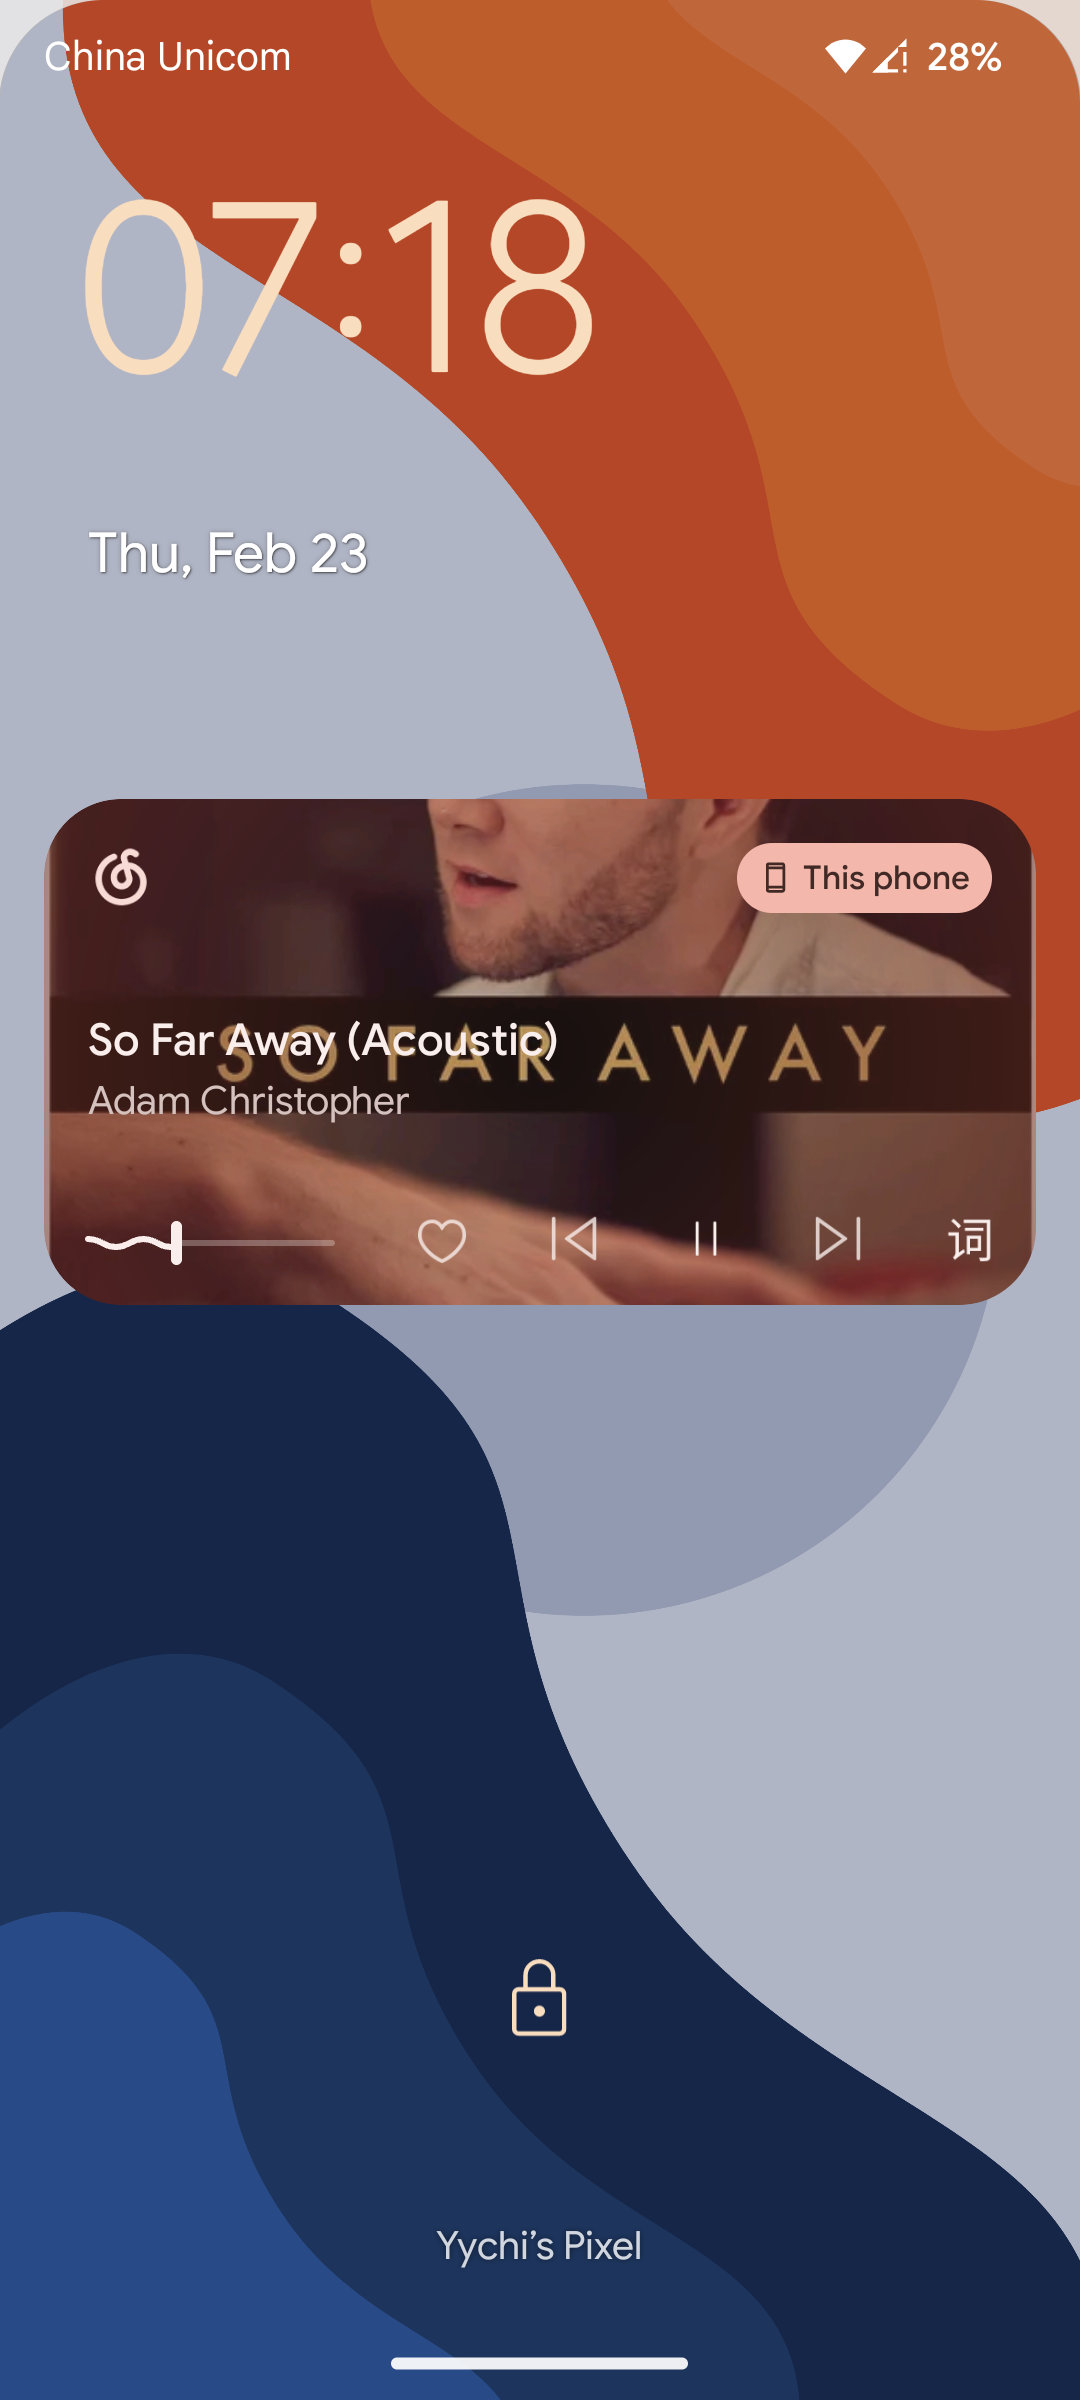 China Unicom 28%
07:18
Thu, Feb 23
This phone
So Far Away (Acoustic)
SO FAR AWAY
Adam Christopher
词
Yychi’s Pixel